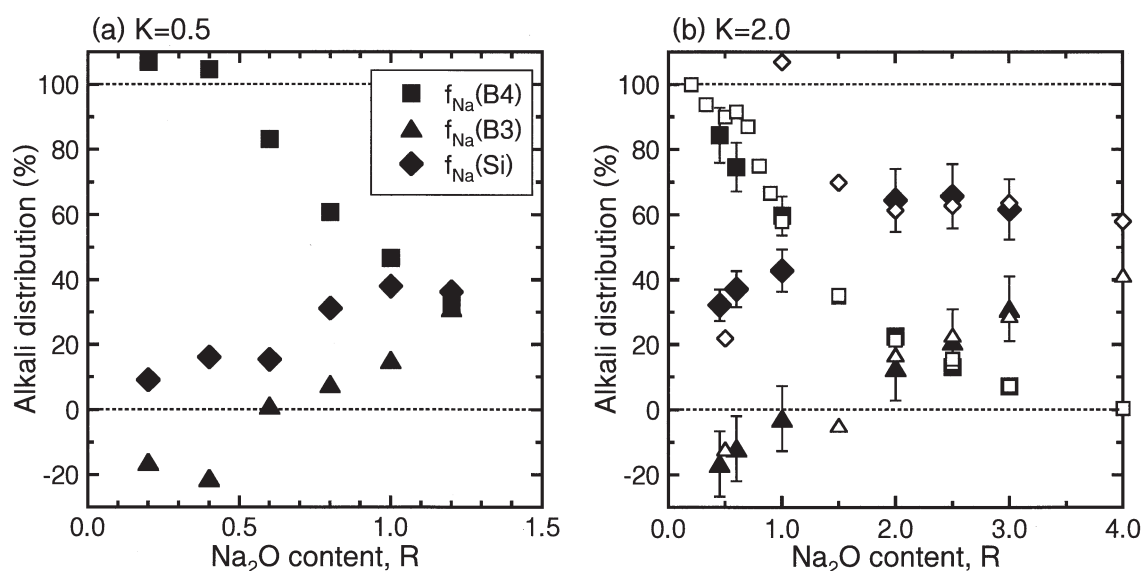 (a) K=0.5
(b) K=2.0
Alkali distribution (%)
100
80
60
40
20
0
-20
f_Na(B4)
f_Na(B3)
f_Na(Si)
0.0 0.5 1.0 1.5
Na₂O content, R
Alkali distribution (%)
100
80
60
40
20
0
-20
0.0 1.0 2.0 3.0 4.0
Na₂O content, R